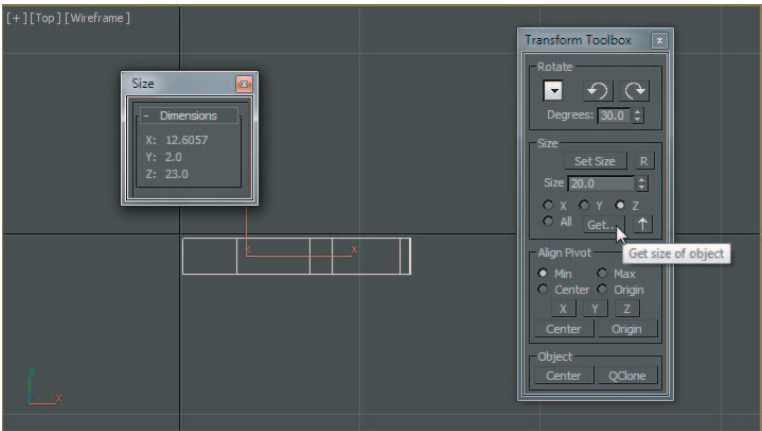 [+][Top][Wireframe]
Size
- Dimensions
X: 12.6057
Y: 2.0
Z: 23.0
x
y
x
Transform Toolbox
Rotate
Degrees: 30.0
Size
Set Size R
Size 20.0
X Y Z
All Get...
Get size of object
Align Pivot
Min Max
Center Origin
X Y Z
Center Origin
Object
Center QClone